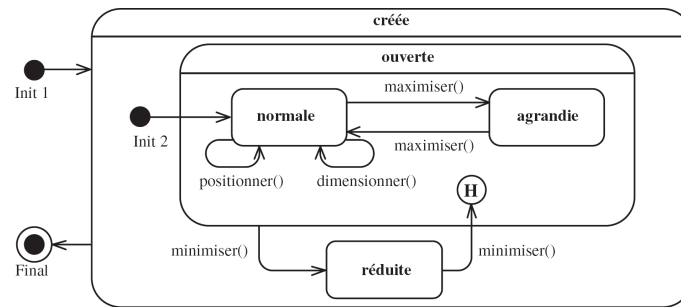 créée
ouverte
Init 1
maximiser()
normale
agrandie
Init 2
maximiser()
positionner()
dimensionner()
H
minimiser()
minimiser()
réduite
Final